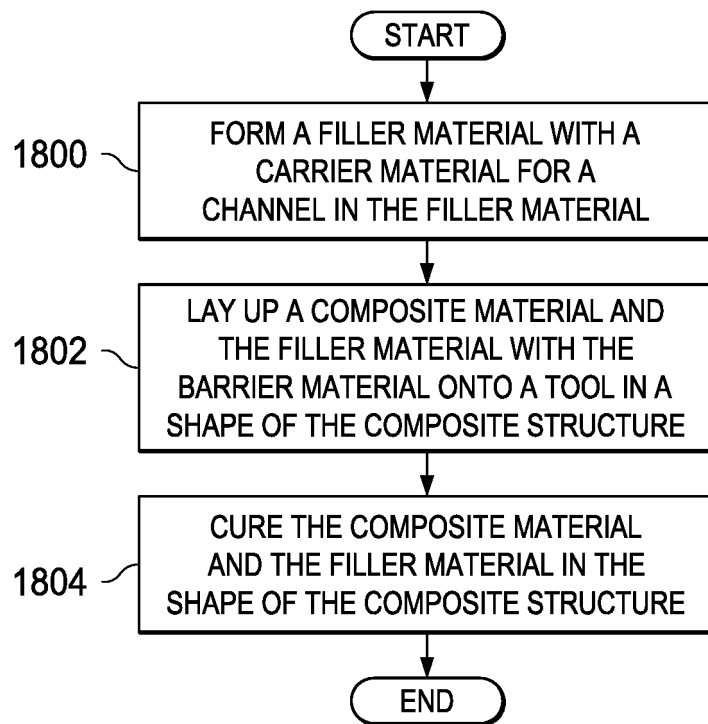 START
1800
FORM A FILLER MATERIAL WITH A
CARRIER MATERIAL FOR A
CHANNEL IN THE FILLER MATERIAL
1802
LAY UP A COMPOSITE MATERIAL AND
THE FILLER MATERIAL WITH THE
BARRIER MATERIAL ONTO A TOOL IN A
SHAPE OF THE COMPOSITE STRUCTURE
1804
CURE THE COMPOSITE MATERIAL
AND THE FILLER MATERIAL IN THE
SHAPE OF THE COMPOSITE STRUCTURE
END